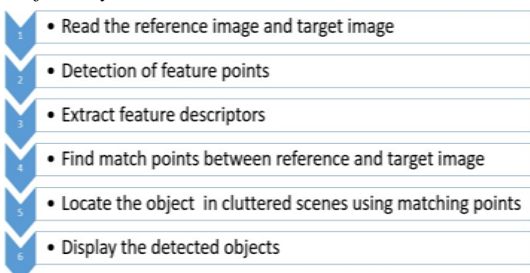 1 • Read the reference image and target image
2 • Detection of feature points
3 • Extract feature descriptors
4 • Find match points between reference and target image
5 • Locate the object in cluttered scenes using matching points
6 • Display the detected objects